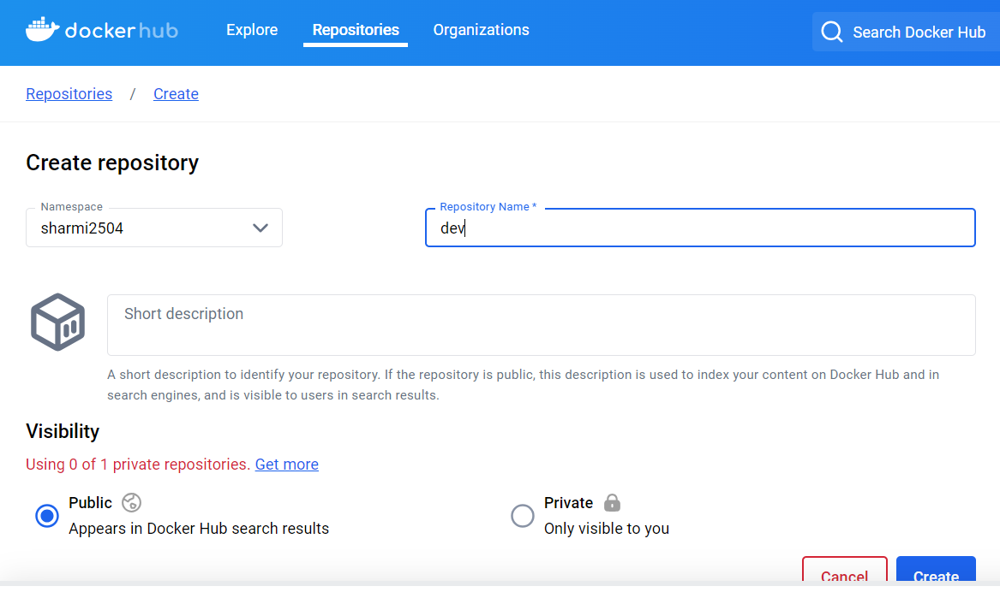 docker hub Explore Repositories Organizations Search Docker Hub
Repositories / Create
Create repository
Namespace
sharmi2504
Repository Name *
dev
Short description
A short description to identify your repository. If the repository is public, this description is used to index your content on Docker Hub and in
search engines, and is visible to users in search results.
Visibility
Using 0 of 1 private repositories. Get more
Public
Appears in Docker Hub search results
Private
Only visible to you
Cancel Create